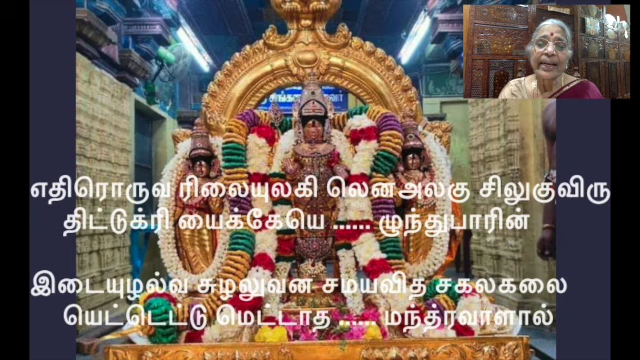 எதிரொருவ ரிலையுலகி லெனஅலகு சிலுகுவிரு
திட்டுக்ரி யைக்கேயெ ...... ழுந்துபாரின்
இடையுழல்வ சுழலுவன சமயவித சகலகலை
யெட்டெட்டு மெட்டாத ...... மந்த்ரவாளால்